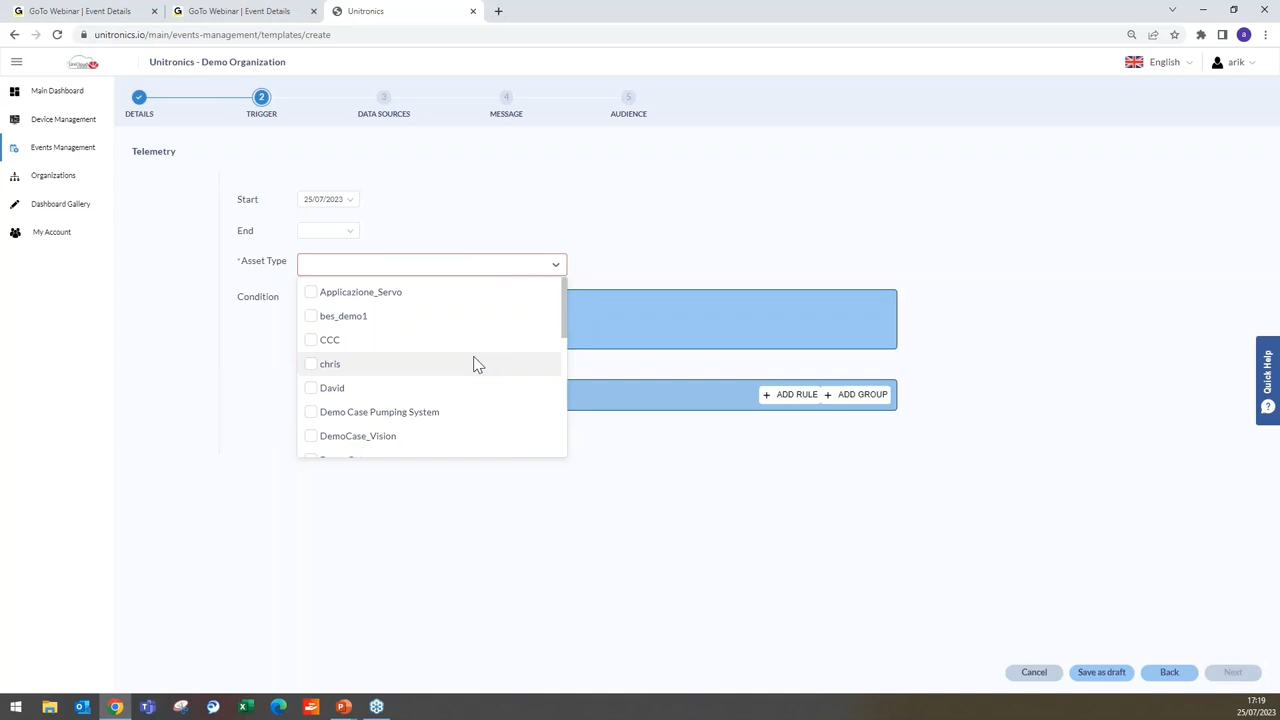 GoTo Webinar | Event Details
GoTo Webinar | Event Details
Unitronics
unitronics.io/main/events-management/templates/create
a
UniCloud
Unitronics - Demo Organization
English
arik
Main Dashboard
Device Management
Events Management
Organizations
Dashboard Gallery
My Account
2
3
4
5
DETAILS
TRIGGER
DATA SOURCES
MESSAGE
AUDIENCE
Telemetry
Start
25/07/2023
End
*Asset Type
Applicazione_Servo
Condition
bes_demo1
CCC
chris
David
+ ADD RULE + ADD GROUP
Demo Case Pumping System
DemoCase_Vision
Quick Help
Cancel
Save as draft
Back
Next
17:19
25/07/2023